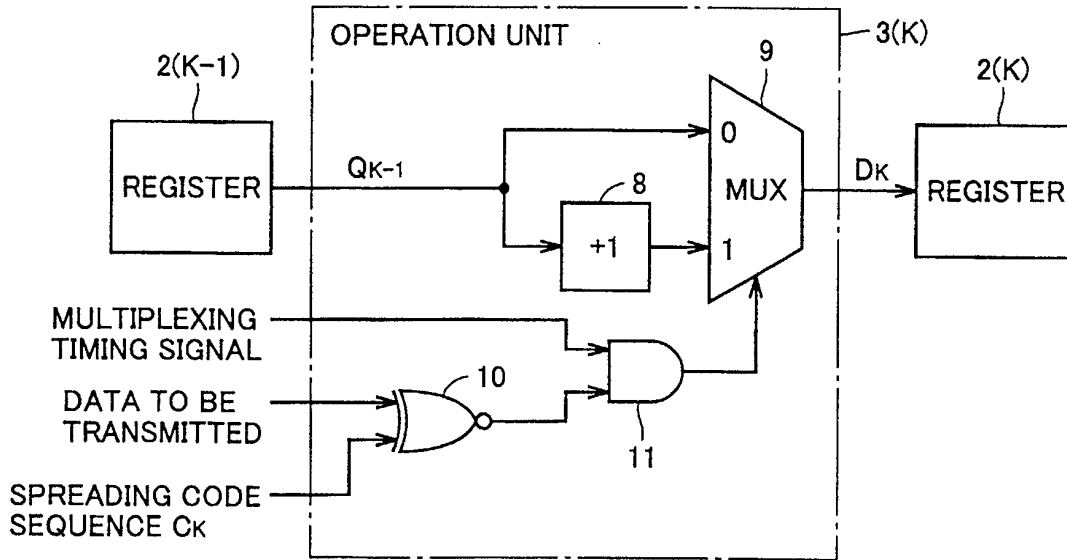 OPERATION UNIT
3(K)
2(K-1)
9
2(K)
REGISTER
QK-1
0
8
MUX
DK
REGISTER
+1
1
MULTIPLEXING
TIMING SIGNAL
10
DATA TO BE
TRANSMITTED
11
SPREADING CODE
SEQUENCE CK